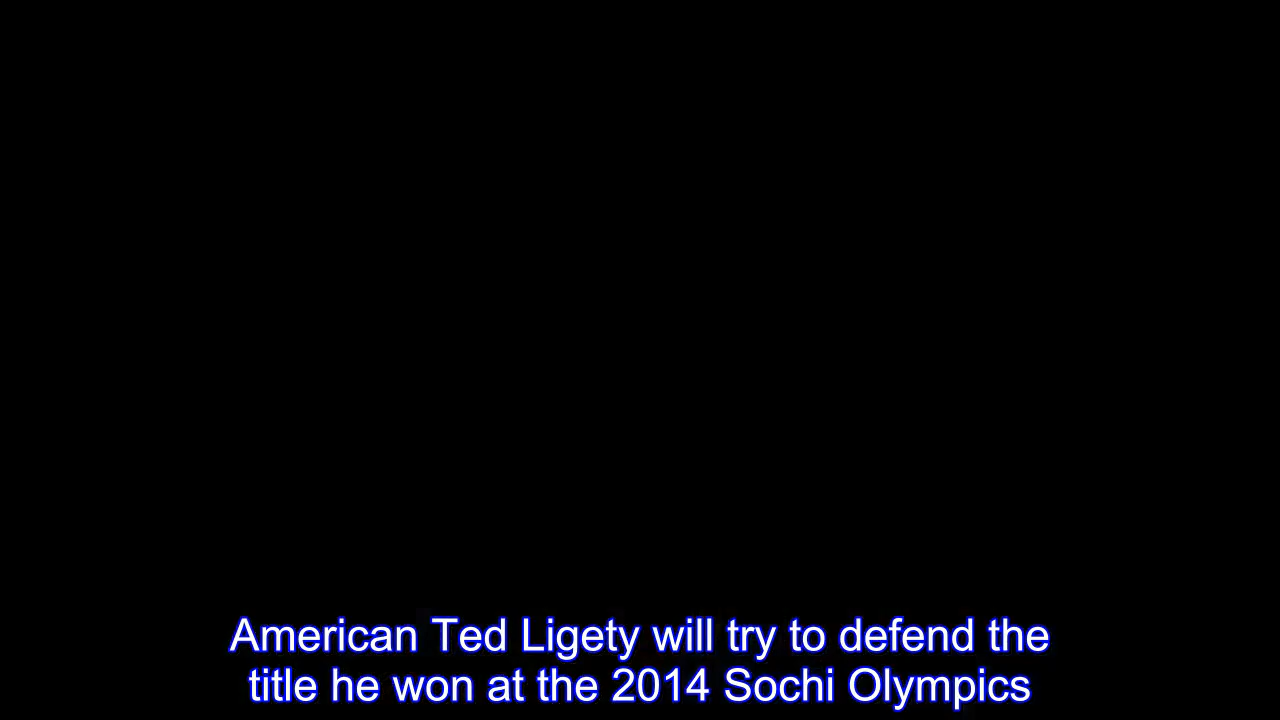 American Ted Ligety will try to defend the
title he won at the 2014 Sochi Olympics